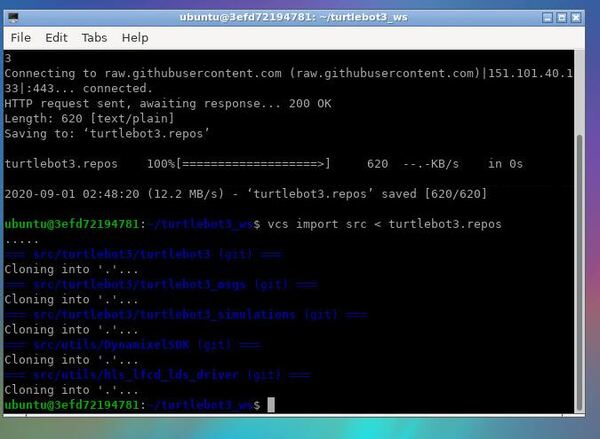 ubuntu@3efd72194781: ~/turtlebot3_ws
File Edit Tabs Help
3
Connecting to raw.githubusercontent.com (raw.githubusercontent.com)|151.101.40.1
33|:443... connected.
HTTP request sent, awaiting response... 200 OK
Length: 620 [text/plain]
Saving to: ‘turtlebot3.repos’
turtlebot3.repos 100%[===================>] 620 --.-KB/s in 0s
2020-09-01 02:48:20 (12.2 MB/s) - ‘turtlebot3.repos’ saved [620/620]
ubuntu@3efd72194781:~/turtlebot3_ws$ vcs import src < turtlebot3.repos
.....
=== src/turtlebot3/turtlebot3 (git) ===
Cloning into '.'...
=== src/turtlebot3/turtlebot3_msgs (git) ===
Cloning into '.'...
=== src/turtlebot3/turtlebot3_simulations (git) ===
Cloning into '.'...
=== src/utils/DynamixelSDK (git) ===
Cloning into '.'...
=== src/utils/hls_lfcd_lds_driver (git) ===
Cloning into '.'...
ubuntu@3efd72194781:~/turtlebot3_ws$